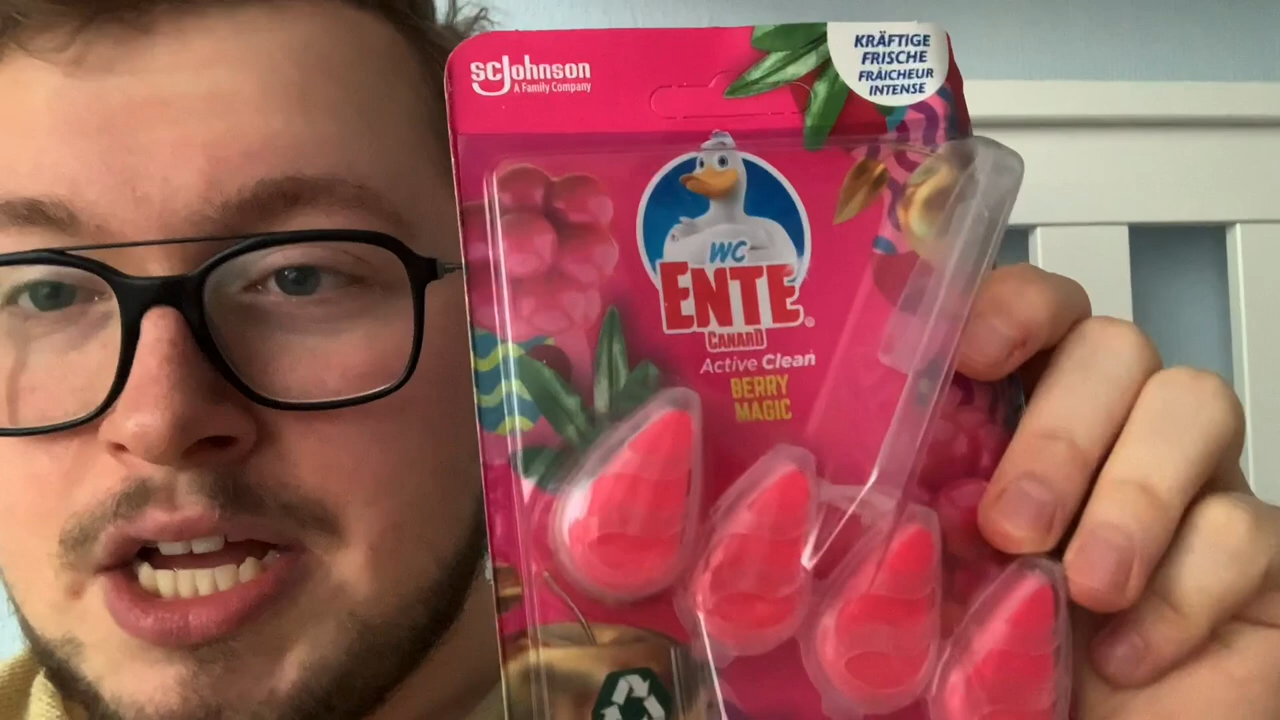 scJohnson
A Family Company
KRÄFTIGE
FRISCHE
FRAÎCHEUR
INTENSE
WC
ENTE®
CANARD
Active Clean
BERRY
MAGIC